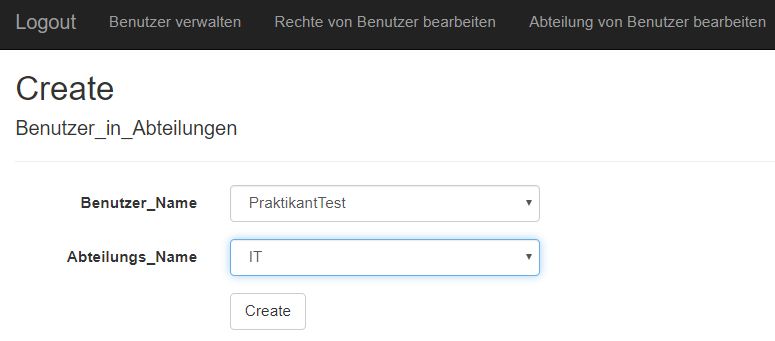 Logout Benutzer verwalten Rechte von Benutzer bearbeiten Abteilung von Benutzer bearbeiten
Create
Benutzer_in_Abteilungen
Benutzer_Name PraktikantTest
Abteilungs_Name IT
Create